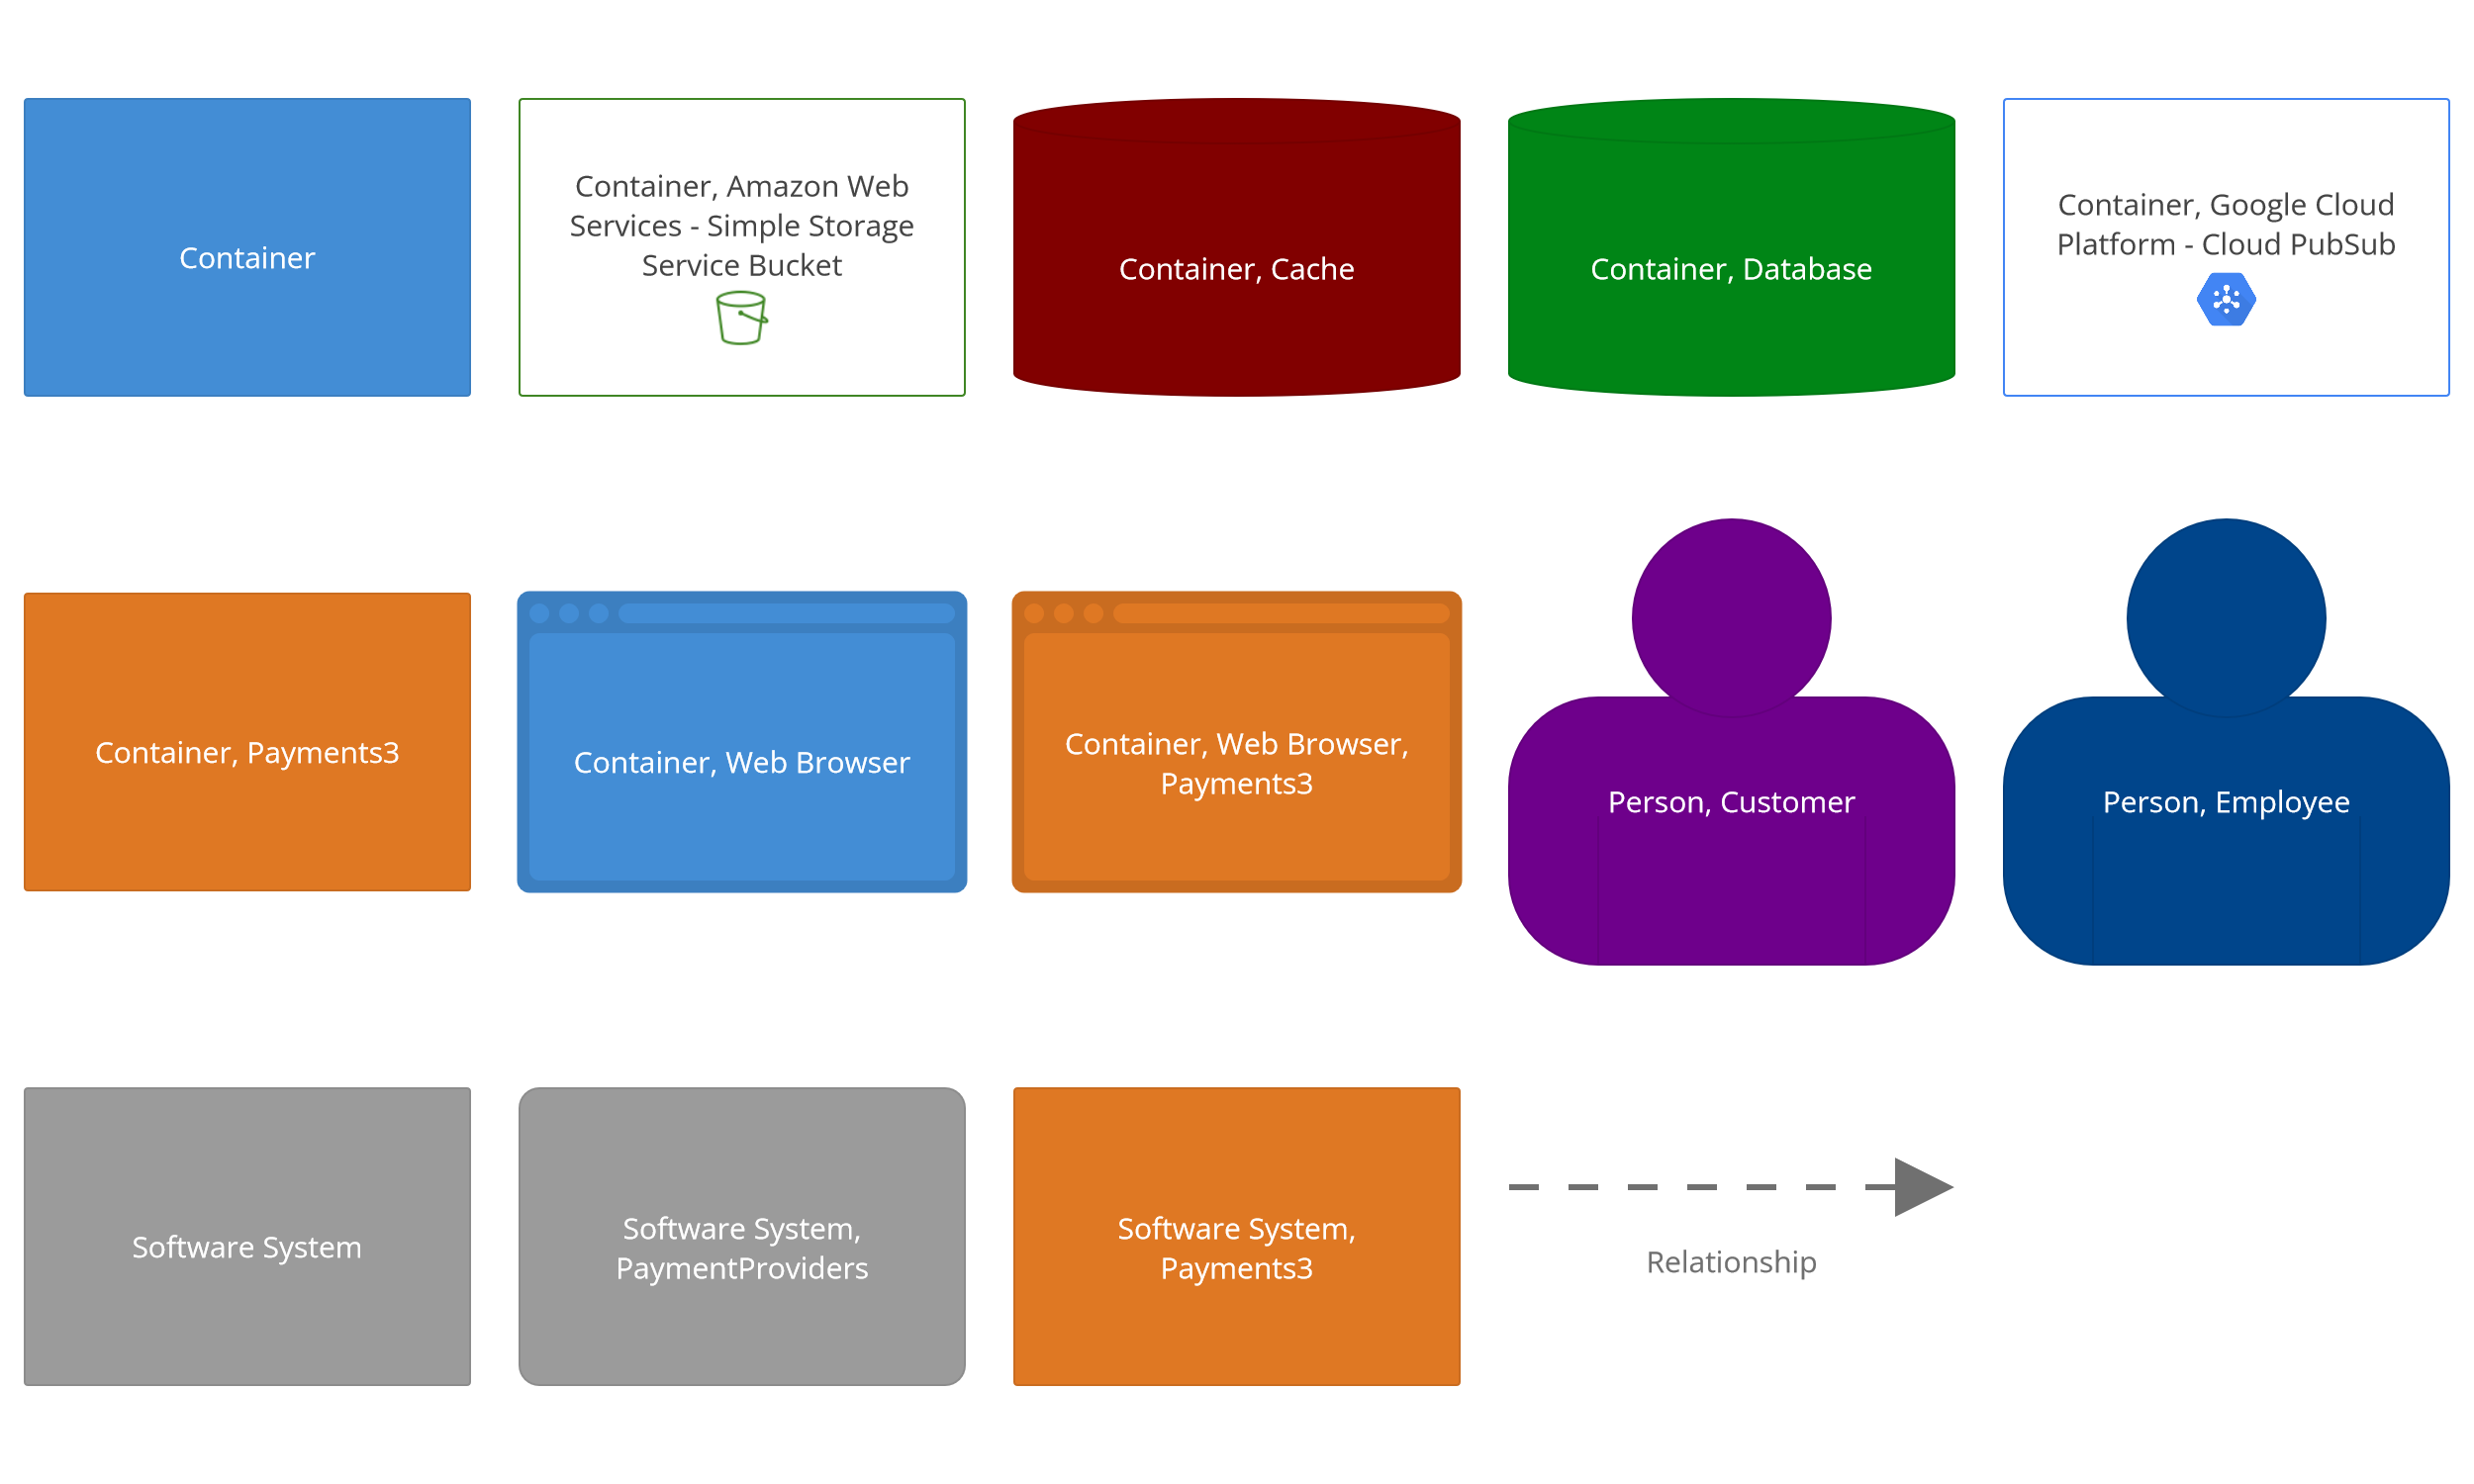 Container
Container, Amazon Web
Services - Simple Storage
Service Bucket
Container, Cache
Container, Database
Container, Google Cloud
Platform - Cloud PubSub
Container, Payments3
Container, Web Browser
Container, Web Browser,
Payments3
Person, Customer
Person, Employee
Software System
Software System,
PaymentProviders
Software System,
Payments3
Relationship